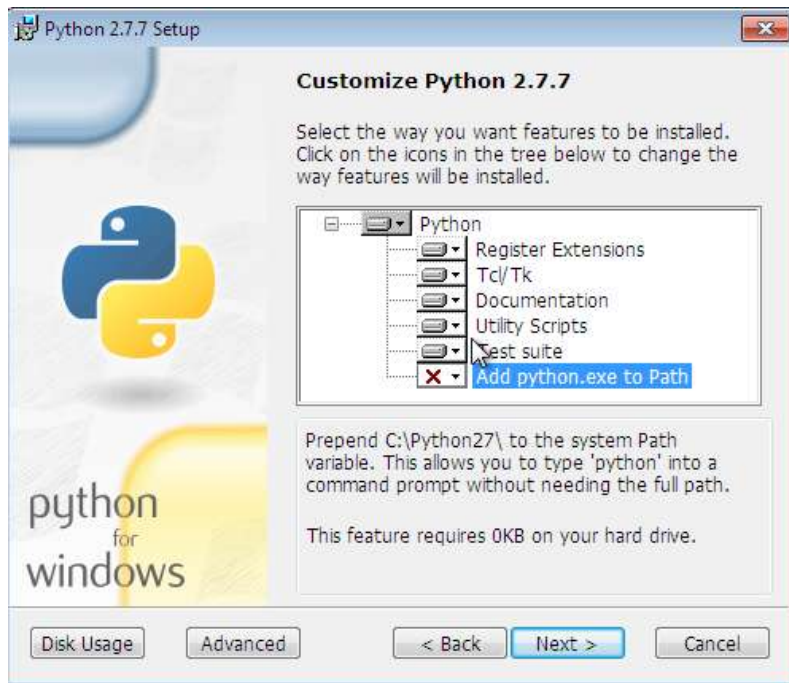 Python 2.7.7 Setup
Customize Python 2.7.7
Select the way you want features to be installed.
Click on the icons in the tree below to change the
way features will be installed.
Python
Register Extensions
Tcl/Tk
Documentation
Utility Scripts
Test suite
Add python.exe to Path
Prepend C:\Python27\ to the system Path
variable. This allows you to type 'python' into a
command prompt without needing the full path.
This feature requires 0KB on your hard drive.
python
for
windows
Disk Usage
Advanced
< Back
Next >
Cancel